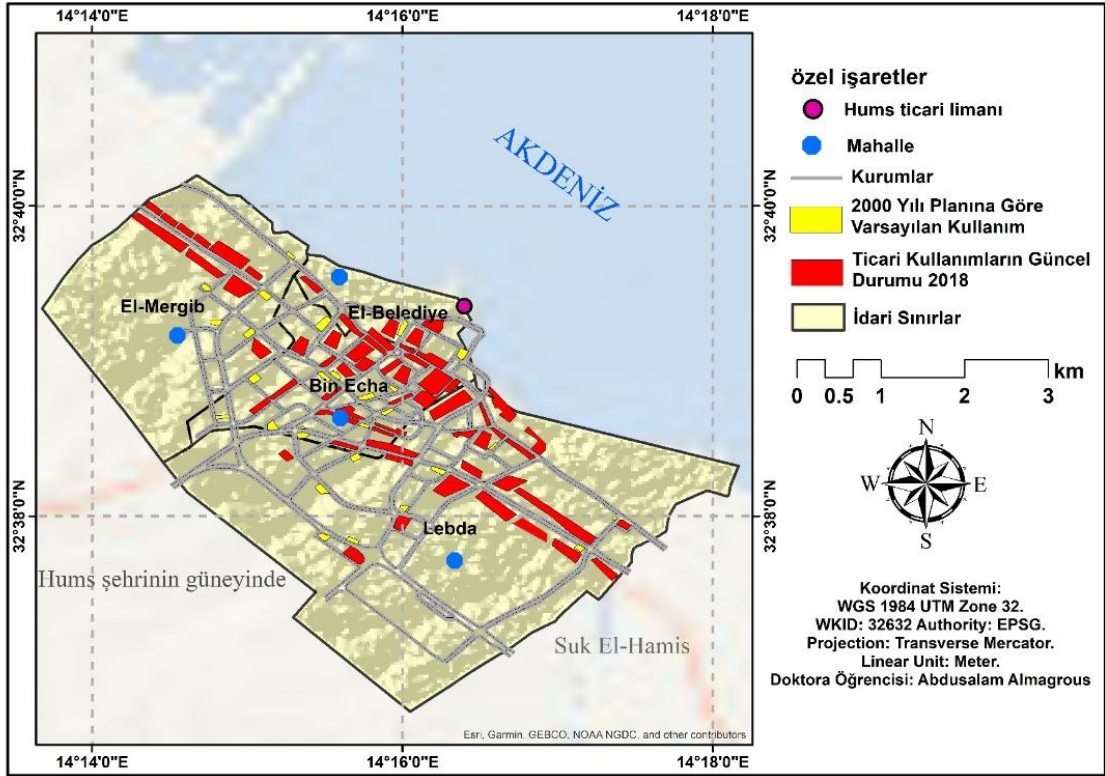 14°14'0"E 14°16'0"E 14°18'0"E
32°40'0"N
32°38'0"N
AKDENİZ
El-Mergib
El-Belediye
Bin Echa
Lebda
Hums şehrinin güneyinde
Suk El-Hamis
Esri, Garmin, GEBCO, NOAA NGDC, and other contributors
14°14'0"E 14°16'0"E 14°18'0"E
32°40'0"N
32°38'0"N
özel işaretler
Hums ticari limanı
Mahalle
Kurumlar
2000 Yılı Planına Göre
Varsayılan Kullanım
Ticari Kullanımların Güncel
Durumu 2018
İdari Sınırlar
km
0 0.5 1 2 3
N
W E
S
Koordinat Sistemi:
WGS 1984 UTM Zone 32.
WKID: 32632 Authority: EPSG.
Projection: Transverse Mercator.
Linear Unit: Meter.
Doktora Öğrencisi: Abdusalam Almagrous